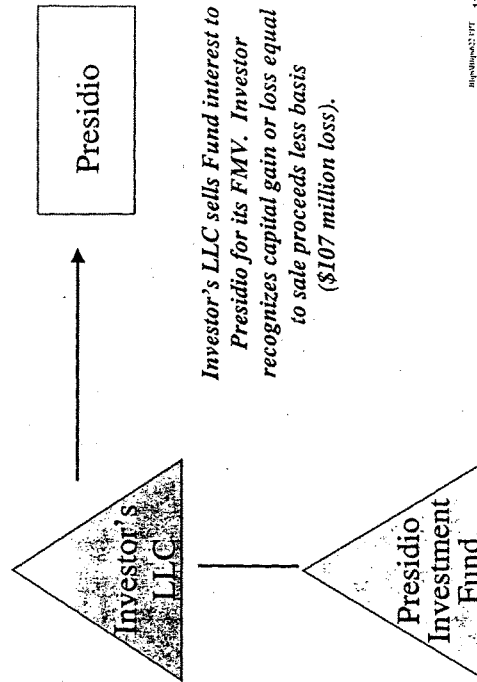 Presidio
Investor's
LLC
Investor's LLC sells Fund interest to
Presidio for its FMV. Investor
recognizes capital gain or loss equal
to sale proceeds less basis
($107 million loss).
Presidio
Investment
Fund